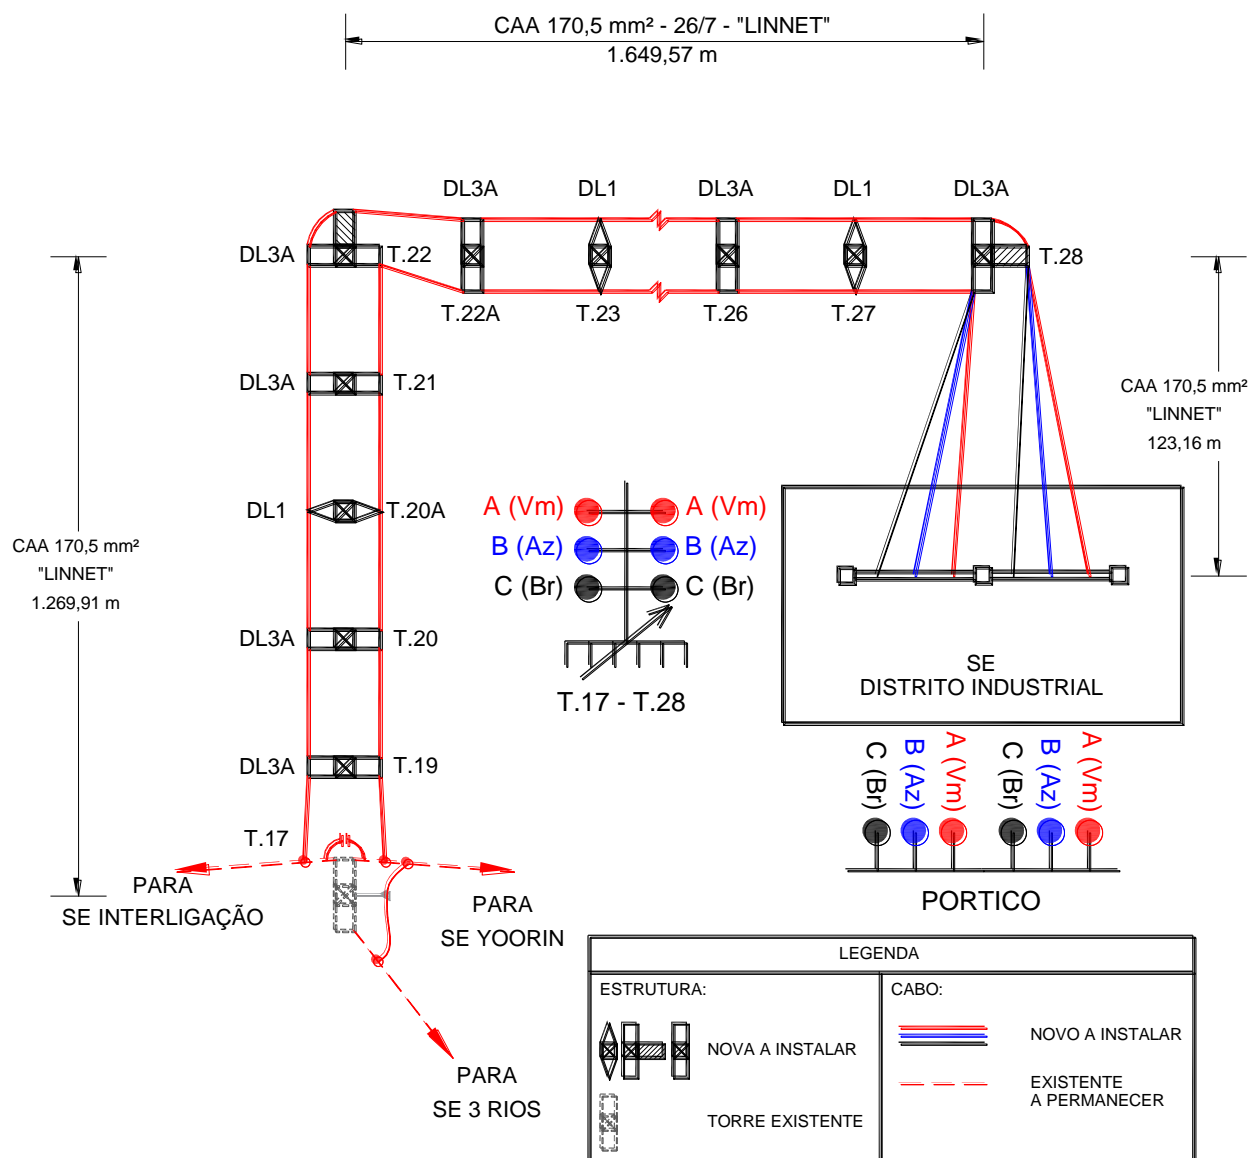 CAA 170,5 mm² - 26/7 - "LINNET"
1.649,57 m
DL3A
DL1
DL3A
DL1
DL3A
DL3A
T.22
T.28
T.22A
T.23
T.26
T.27
DL3A
T.21
CAA 170,5 mm²
"LINNET"
123,16 m
DL1
T.20A
A (Vm)
A (Vm)
B (Az)
B (Az)
C (Br)
C (Br)
CAA 170,5 mm²
"LINNET"
1.269,91 m
DL3A
T.20
T.17 - T.28
SE
DISTRITO INDUSTRIAL
DL3A
T.19
C (Br)
B (Az)
A (Vm)
C (Br)
B (Az)
A (Vm)
T.17
PARA
SE INTERLIGAÇÃO
PARA
SE YOORIN
PORTICO
PARA
SE 3 RIOS
LEGENDA
ESTRUTURA:
CABO:
NOVA A INSTALAR
NOVO A INSTALAR
TORRE EXISTENTE
EXISTENTE
A PERMANECER